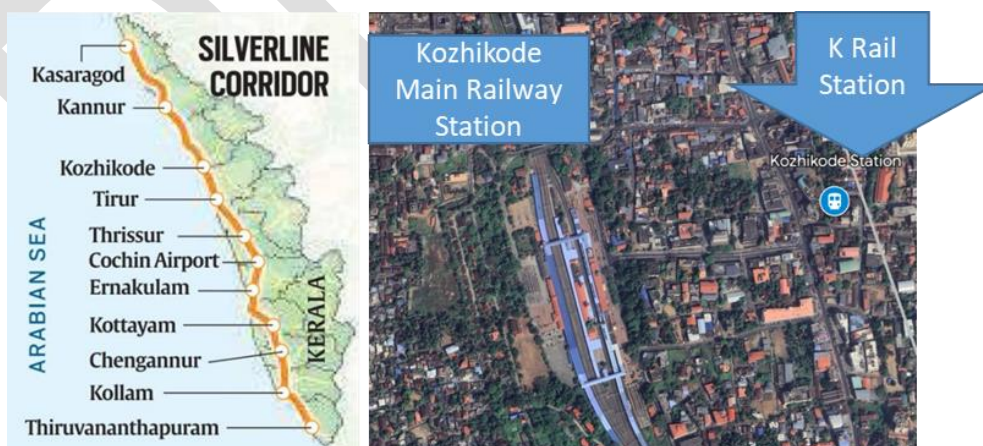 SILVERLINE
CORRIDOR
Kasaragod
Kannur
Kozhikode
Tirur
Thrissur
Cochin Airport
Ernakulam
Kottayam
Chengannur
Kollam
Thiruvananthapuram
ARABIAN SEA
KERALA
Kozhikode
Main Railway
Station
K Rail
Station
Kozhikode Station